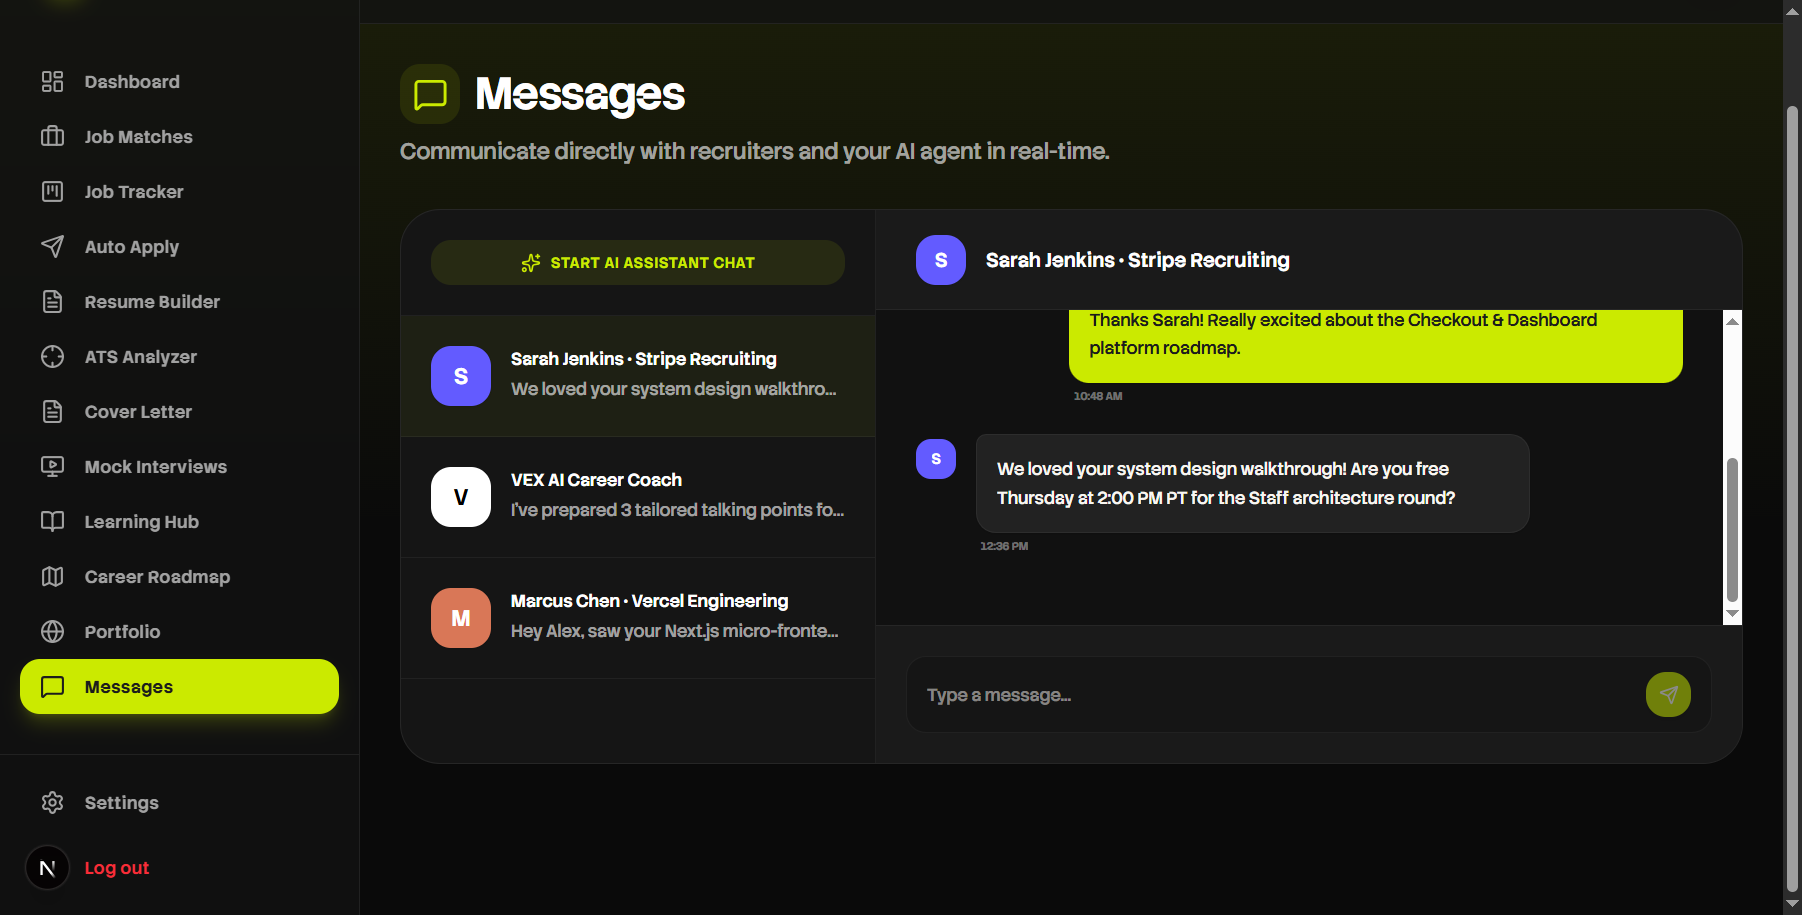 Dashboard
Job Matches
Job Tracker
Auto Apply
Resume Builder
ATS Analyzer
Cover Letter
Mock Interviews
Learning Hub
Career Roadmap
Portfolio
Messages
Settings
N
Log out
Messages
Communicate directly with recruiters and your AI agent in real-time.
START AI ASSISTANT CHAT
S
Sarah Jenkins • Stripe Recruiting
We loved your system design walkthro...
V
VEX AI Career Coach
I've prepared 3 tailored talking points fo...
M
Marcus Chen • Vercel Engineering
Hey Alex, saw your Next.js micro-fronte...
S
Sarah Jenkins • Stripe Recruiting
Thanks Sarah! Really excited about the Checkout & Dashboard
platform roadmap.
10:48 AM
S
We loved your system design walkthrough! Are you free
Thursday at 2:00 PM PT for the Staff architecture round?
12:36 PM
Type a message...